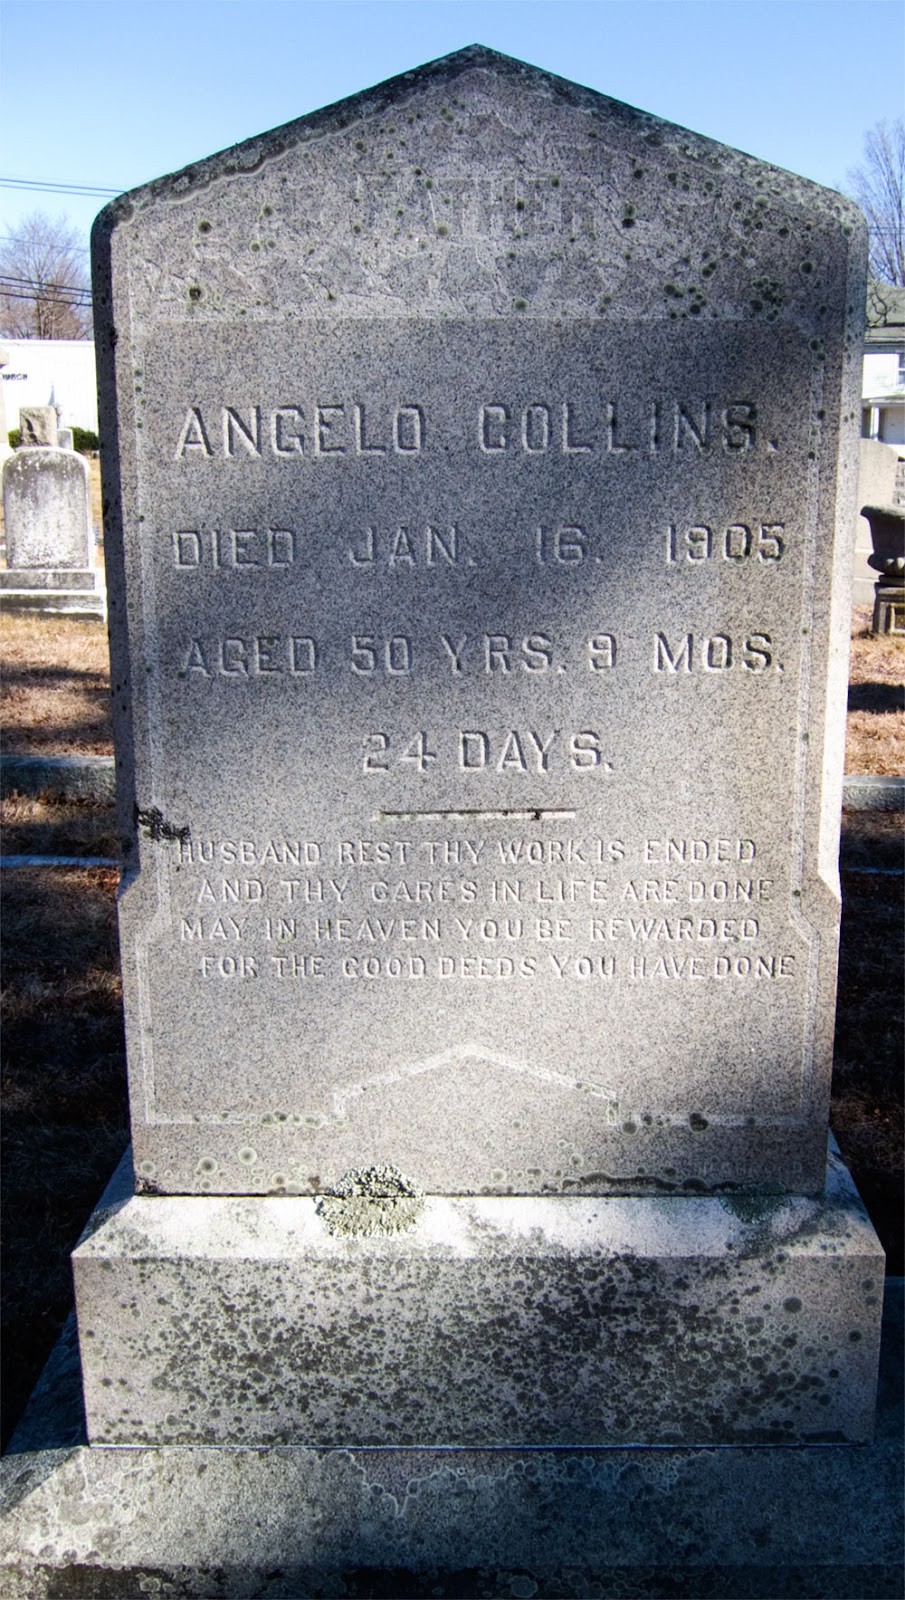 FATHER
ANGELO COLLINS.
DIED JAN. 16. 1905
AGED 50 YRS. 9 MOS.
24 DAYS.
HUSBAND REST THY WORK IS ENDED
AND THY CARES IN LIFE ARE DONE
MAY IN HEAVEN YOU BE REWARDED
FOR THE GOOD DEEDS YOU HAVE DONE